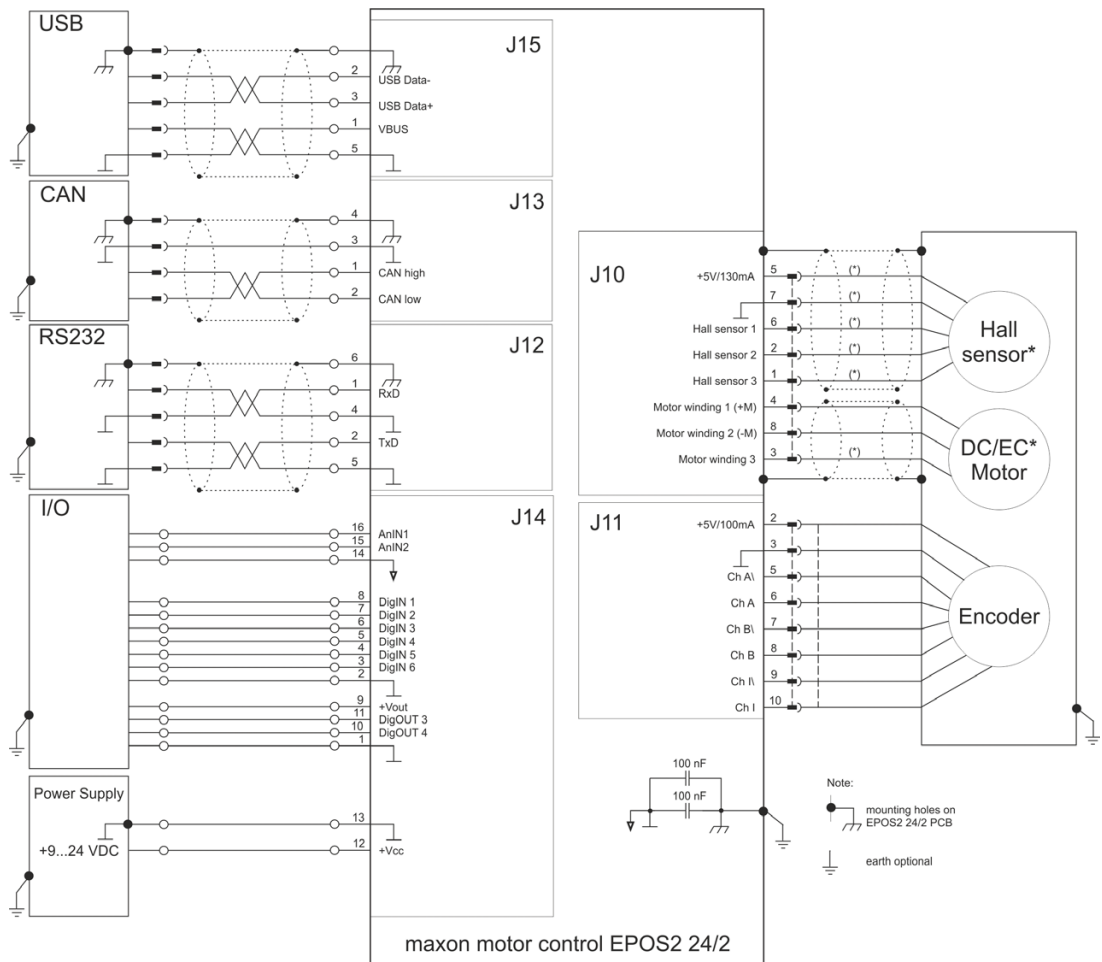 USB
J15
2
USB Data-
3
USB Data+
1
VBUS
5
CAN
J13
4
3
1
CAN high
2
CAN low
RS232
J12
6
1
RxD
4
2
TxD
5
I/O
J14
16
AnIN1
15
AnIN2
14
8
DigIN 1
7
DigIN 2
6
DigIN 3
5
DigIN 4
4
DigIN 5
3
DigIN 6
2
9
+Vout
11
DigOUT 3
10
DigOUT 4
1
Power Supply
+9...24 VDC
13
12
+Vcc
J10
+5V/130mA
5
(*)
7
(*)
Hall sensor 1
6
(*)
Hall sensor 2
2
(*)
Hall sensor 3
1
(*)
Motor winding 1 (+M)
4
Motor winding 2 (-M)
8
Motor winding 3
3
(*)
Hall
sensor*
DC/EC*
Motor
J11
+5V/100mA
2
3
Ch A\
5
Ch A
6
Ch B\
7
Ch B
8
Ch I\
9
Ch I
10
Encoder
100 nF
100 nF
Note:
mounting holes on
EPOS2 24/2 PCB
earth optional
maxon motor control EPOS2 24/2